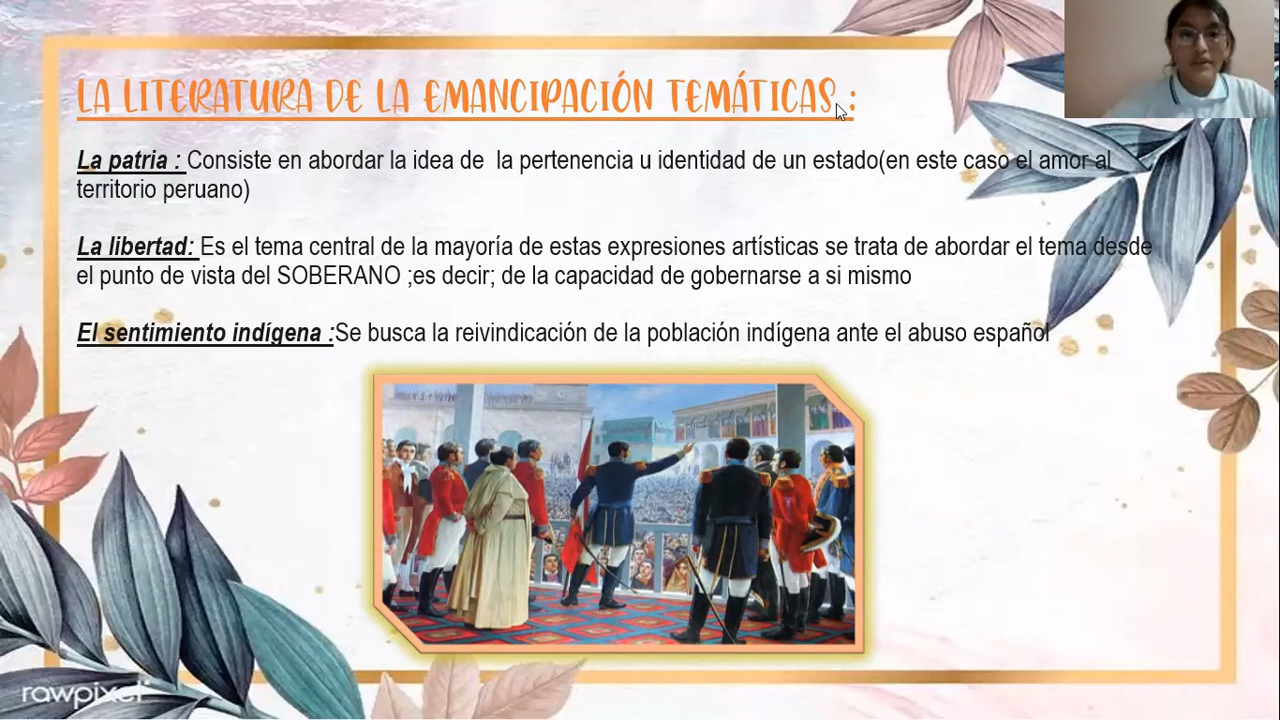 LA LITERATURA DE LA EMANCIPACIÓN TEMÁTICAS :
La patria : Consiste en abordar la idea de la pertenencia u identidad de un estado(en este caso el amor al
territorio peruano)
La libertad: Es el tema central de la mayoría de estas expresiones artísticas se trata de abordar el tema desde
el punto de vista del SOBERANO ;es decir; de la capacidad de gobernarse a si mismo
El sentimiento indígena :Se busca la reivindicación de la población indígena ante el abuso español
rawpixel